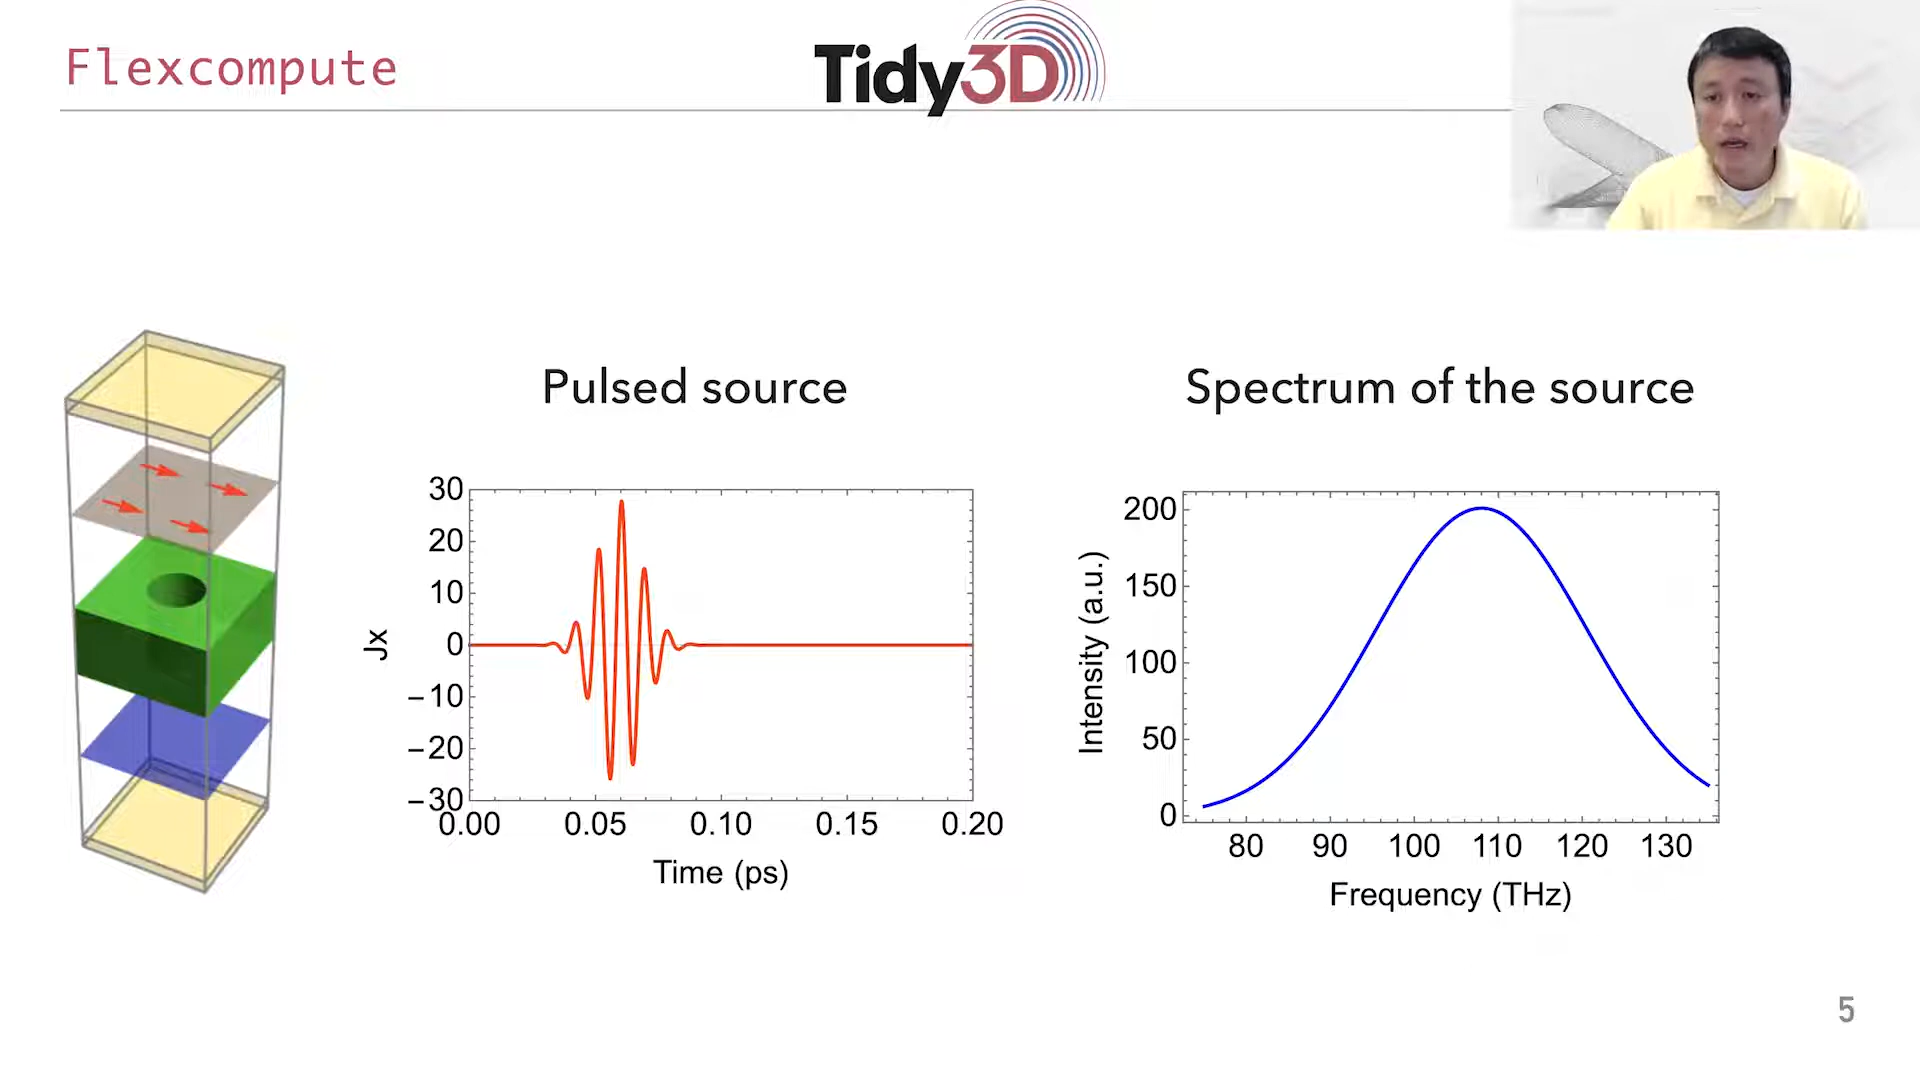 Flexcompute
Tidy3D
Pulsed source
Spectrum of the source
30
20
10
0
−10
−20
−30
Jx
0.00 0.05 0.10 0.15 0.20
Time (ps)
200
150
100
50
0
Intensity (a.u.)
80 90 100 110 120 130
Frequency (THz)
5